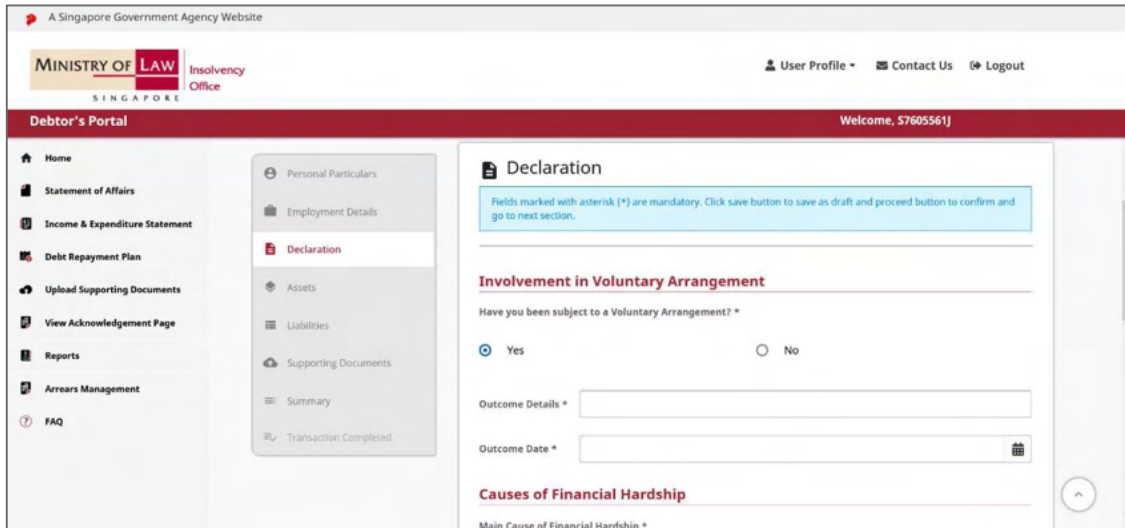 A Singapore Government Agency Website
MINISTRY OF LAW
SINGAPORE
Insolvency
Office
User Profile
Contact Us
Logout
Debtor's Portal
Welcome, S7605561J
Home
Statement of Affairs
Income & Expenditure Statement
Debt Repayment Plan
Upload Supporting Documents
View Acknowledgement Page
Reports
Arrears Management
FAQ
Personal Particulars
Employment Details
Declaration
Assets
Liabilities
Supporting Documents
Summary
Transaction Completed
Declaration
Fields marked with asterisk (*) are mandatory. Click save button to save as draft and proceed button to confirm and
go to next section.
Involvement in Voluntary Arrangement
Have you been subject to a Voluntary Arrangement? *
Yes
No
Outcome Details *
Outcome Date *
Causes of Financial Hardship
Main Cause of Financial Hardship *